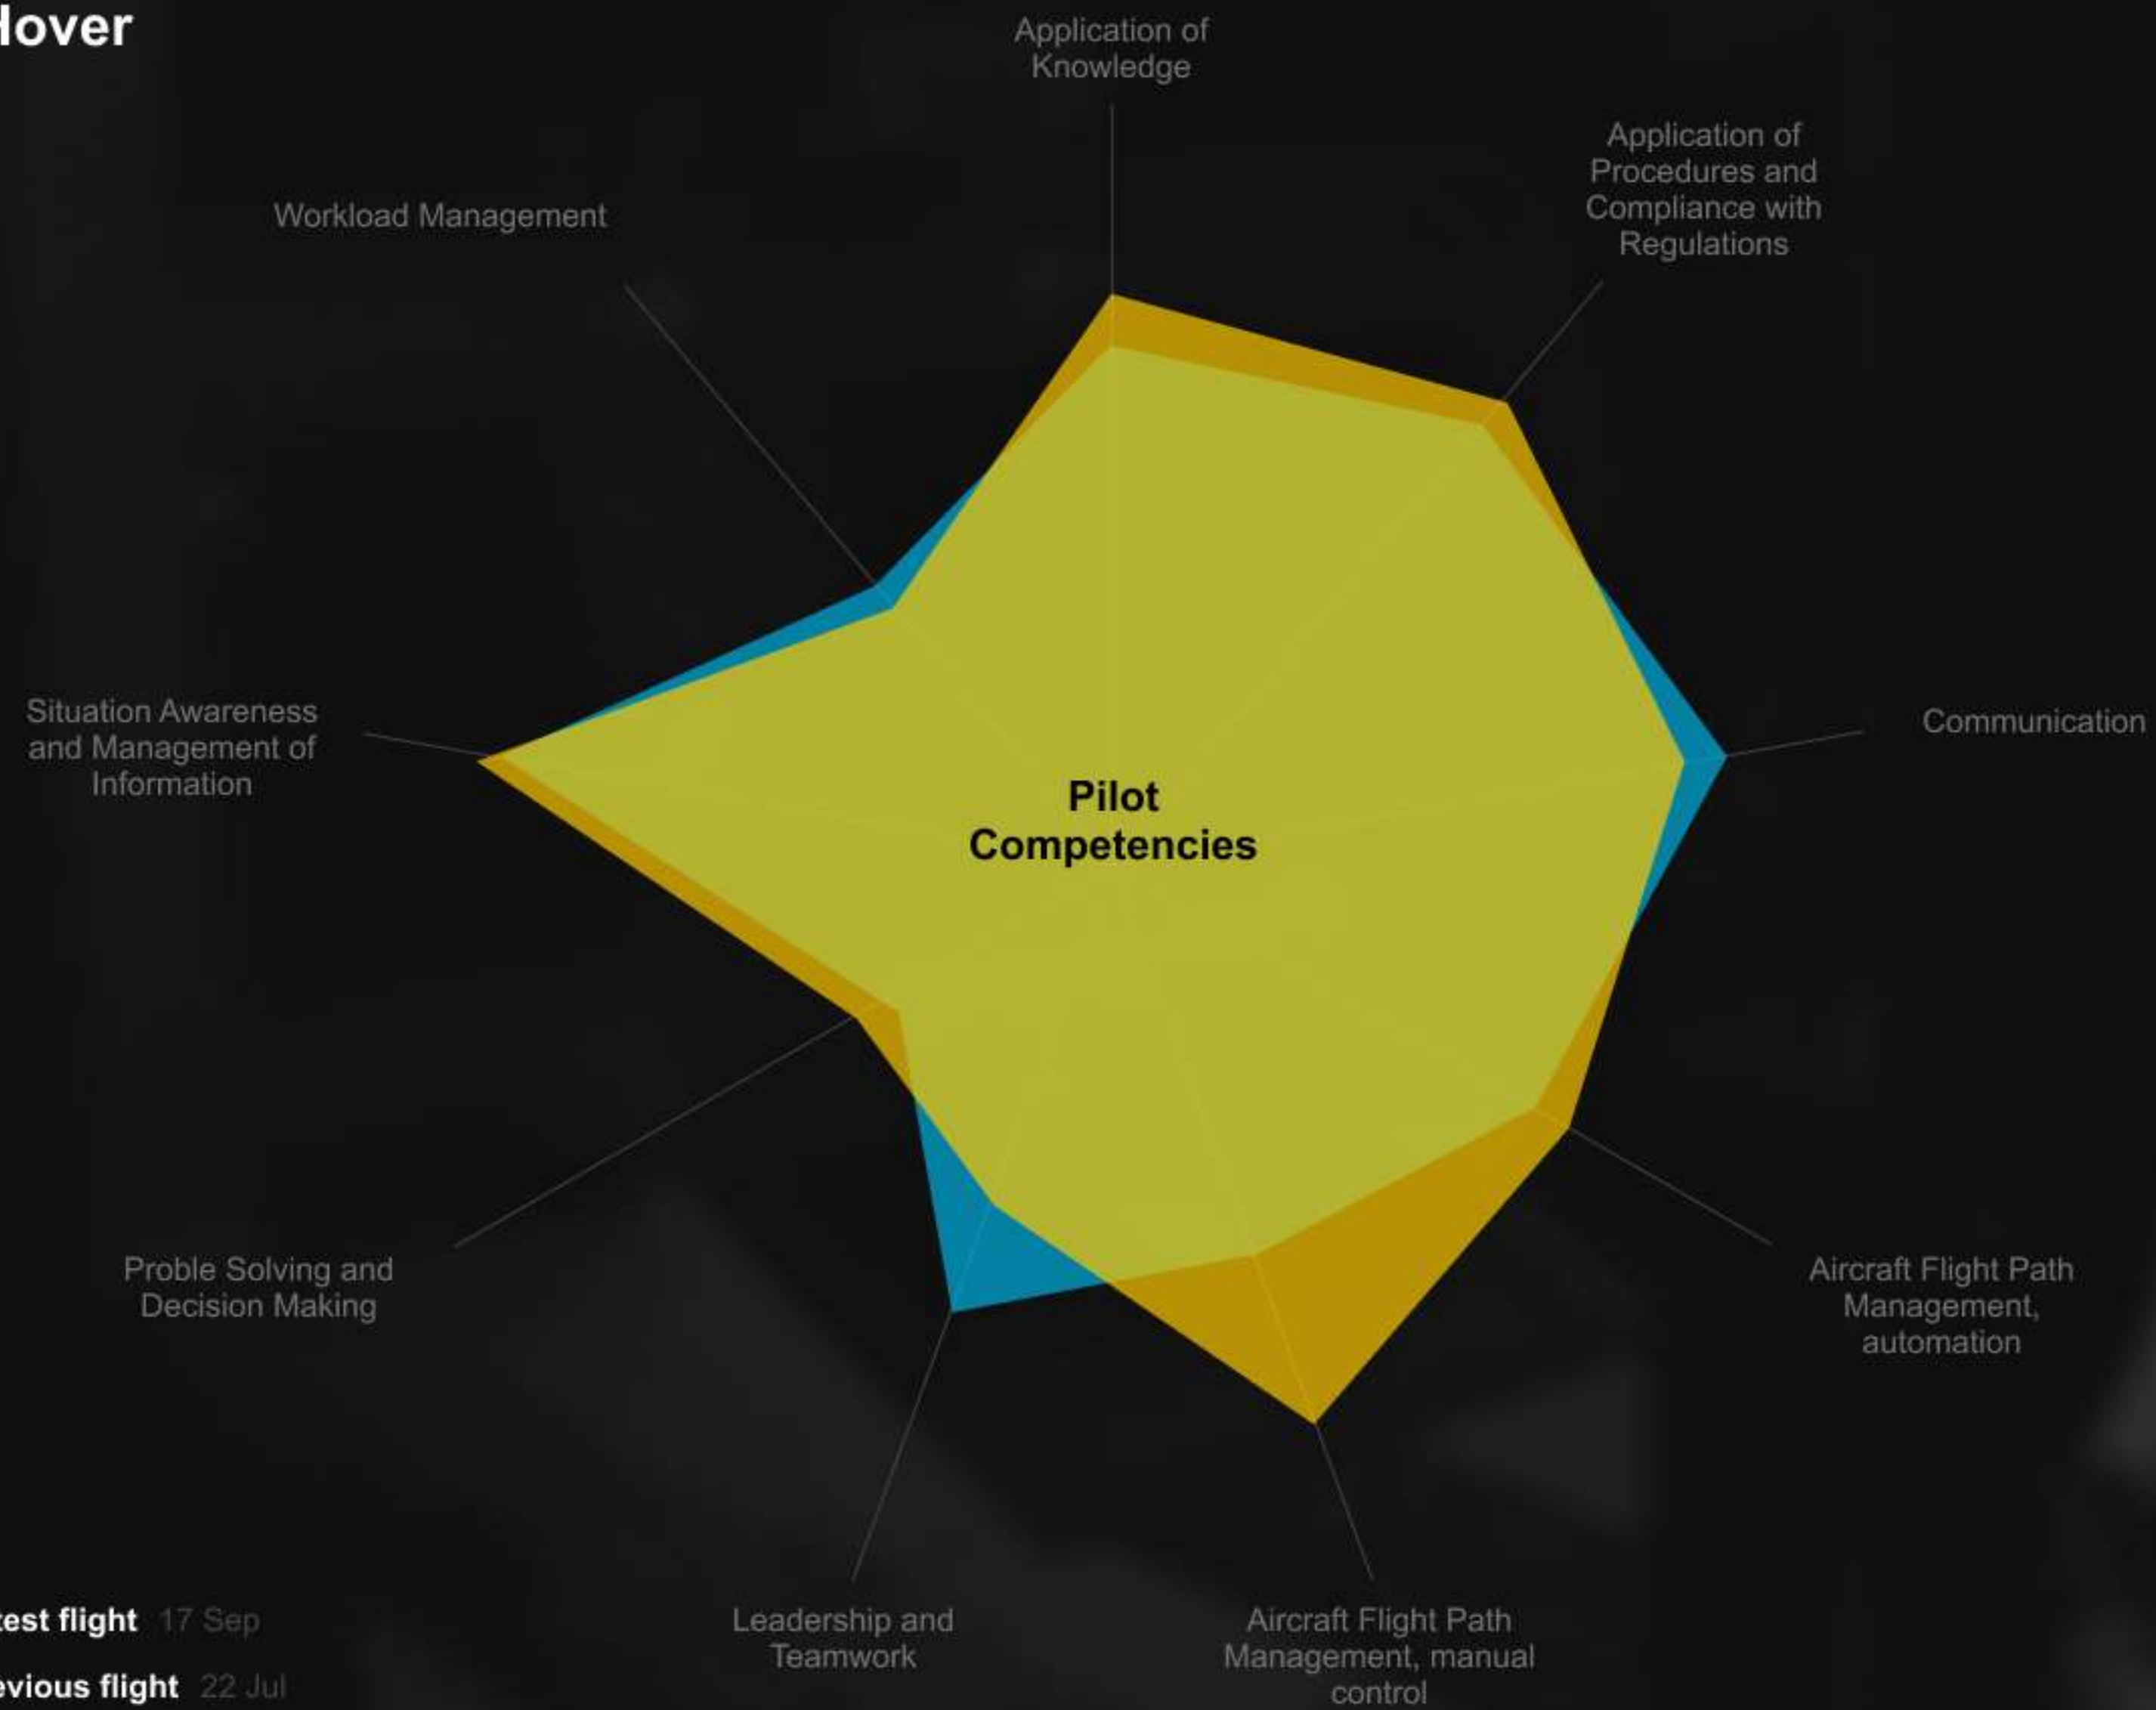 Hover
Application of
Knowledge
Application of
Procedures and
Compliance with
Regulations
Workload Management
Situation Awareness
and Management of
Information
Communication
Pilot
Competencies
Proble Solving and
Decision Making
Aircraft Flight Path
Management,
automation
Leadership and
Teamwork
Aircraft Flight Path
Management, manual
control
test flight 17 Sep
evious flight 22 Jul